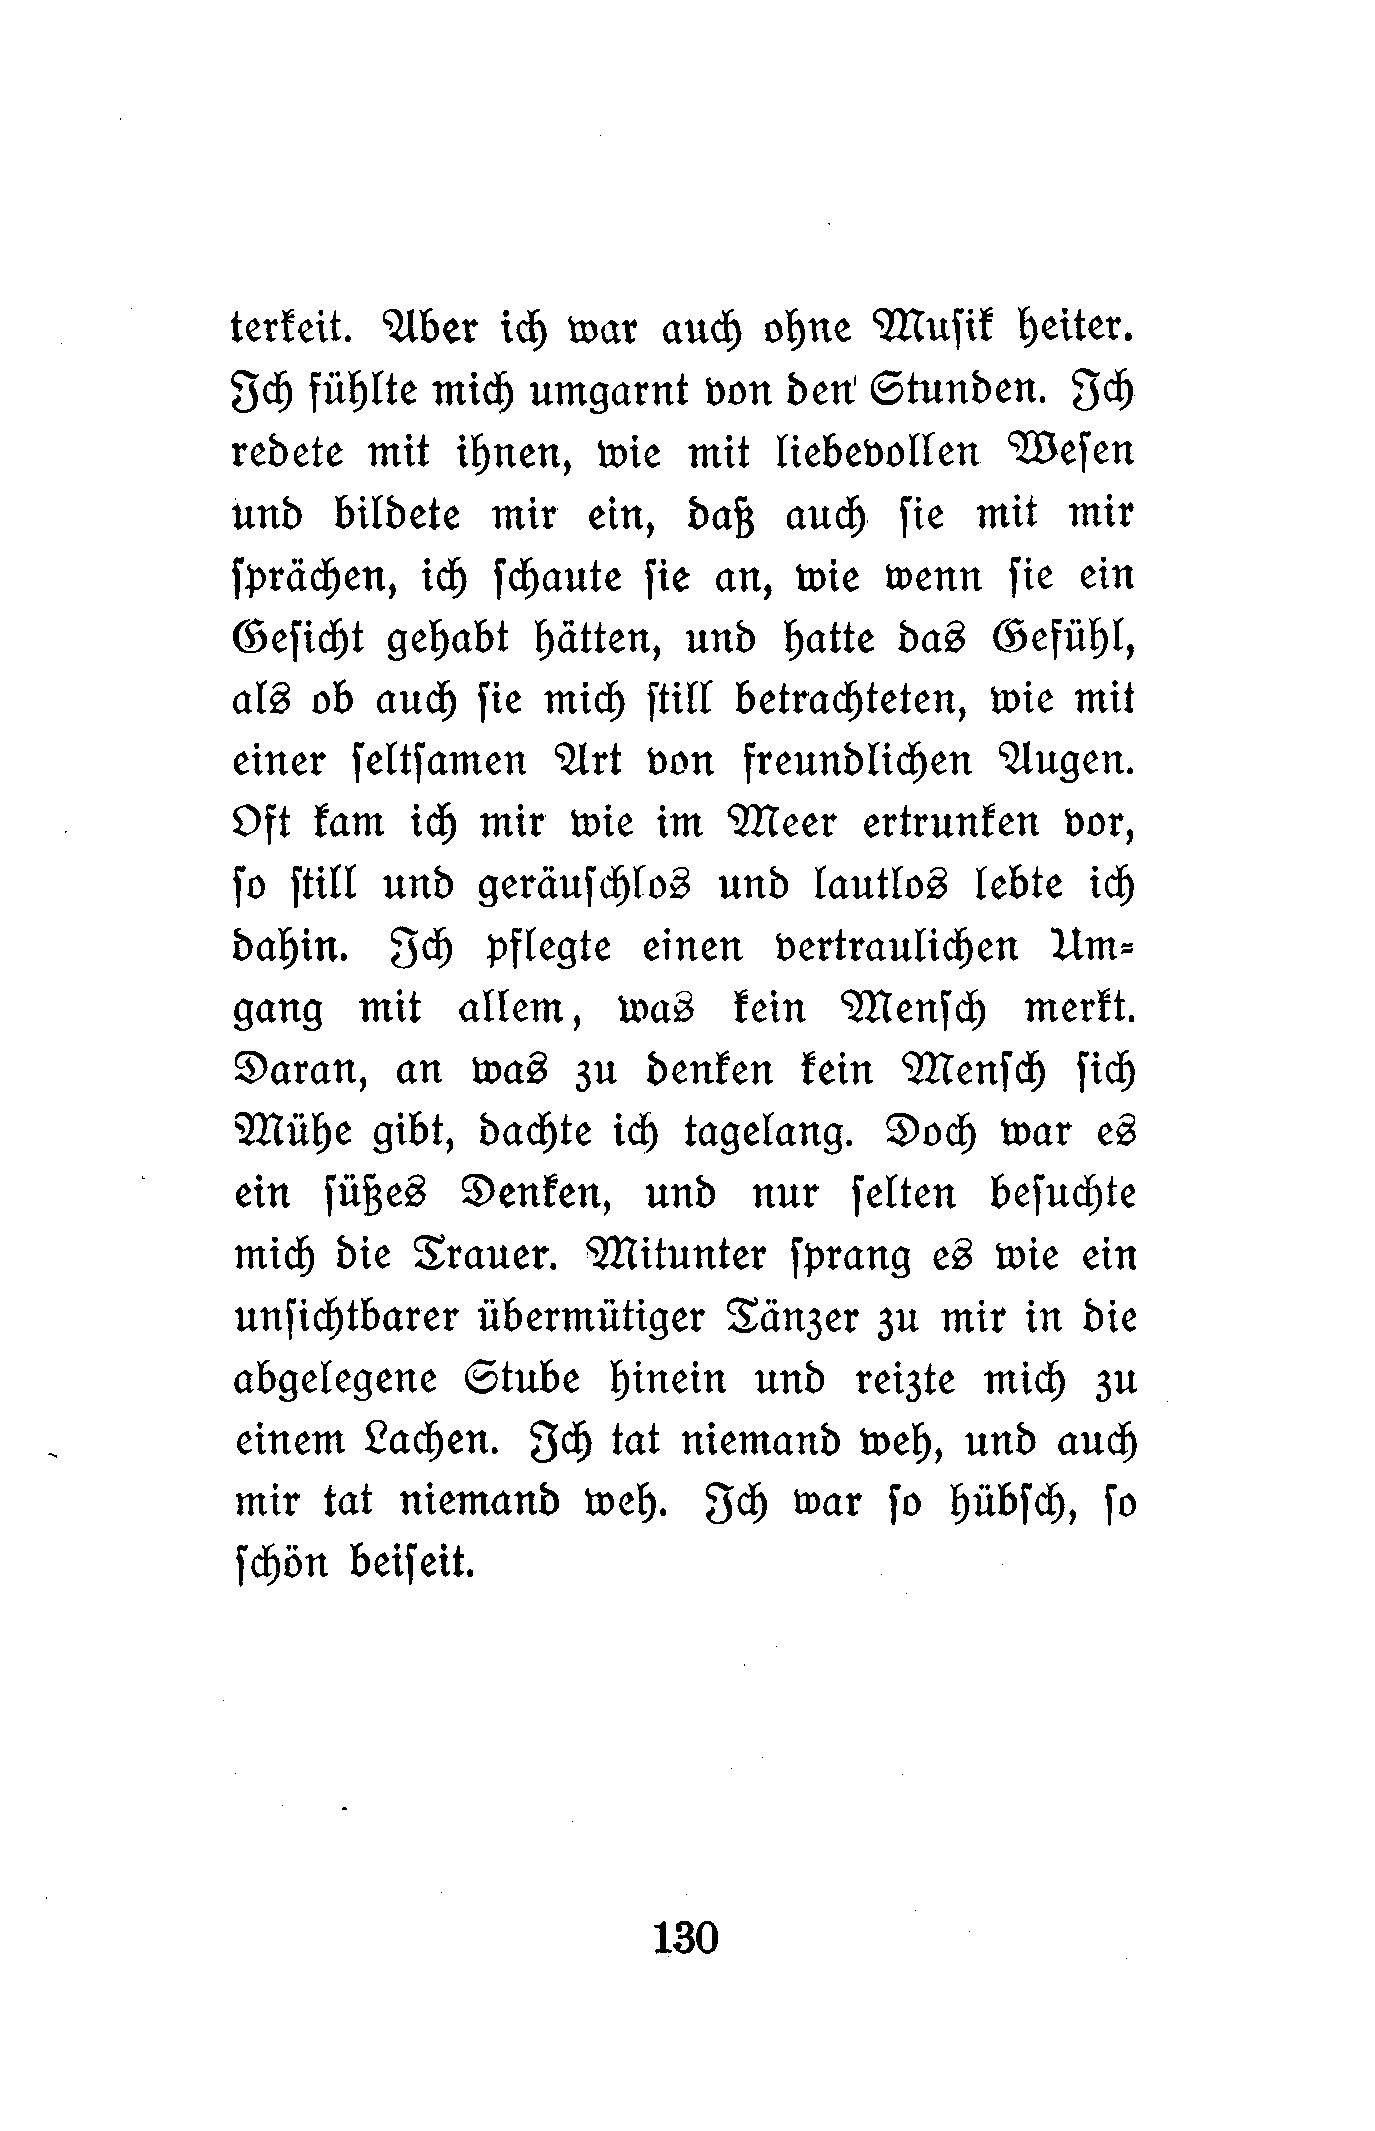 terkeit. Aber ich war auch ohne Musik heiter.
Ich fühlte mich umgarnt von den Stunden. Ich
redete mit ihnen, wie mit liebevollen Wesen
und bildete mir ein, daß auch sie mit mir
sprächen, ich schaute sie an, wie wenn sie ein
Gesicht gehabt hätten, und hatte das Gefühl,
als ob auch sie mich still betrachteten, wie mit
einer seltsamen Art von freundlichen Augen.
Oft kam ich mir wie im Meer ertrunken vor,
so still und geräuschlos und lautlos lebte ich
dahin. Ich pflegte einen vertraulichen Um-
gang mit allem, was kein Mensch merkt.
Daran, an was zu denken kein Mensch sich
Mühe gibt, dachte ich tagelang. Doch war es
ein süßes Denken, und nur selten besuchte
mich die Trauer. Mitunter sprang es wie ein
unsichtbarer übermütiger Tänzer zu mir in die
abgelegene Stube hinein und reizte mich zu
einem Lachen. Ich tat niemand weh, und auch
mir tat niemand weh. Ich war so hübsch, so
schön beiseit.
130